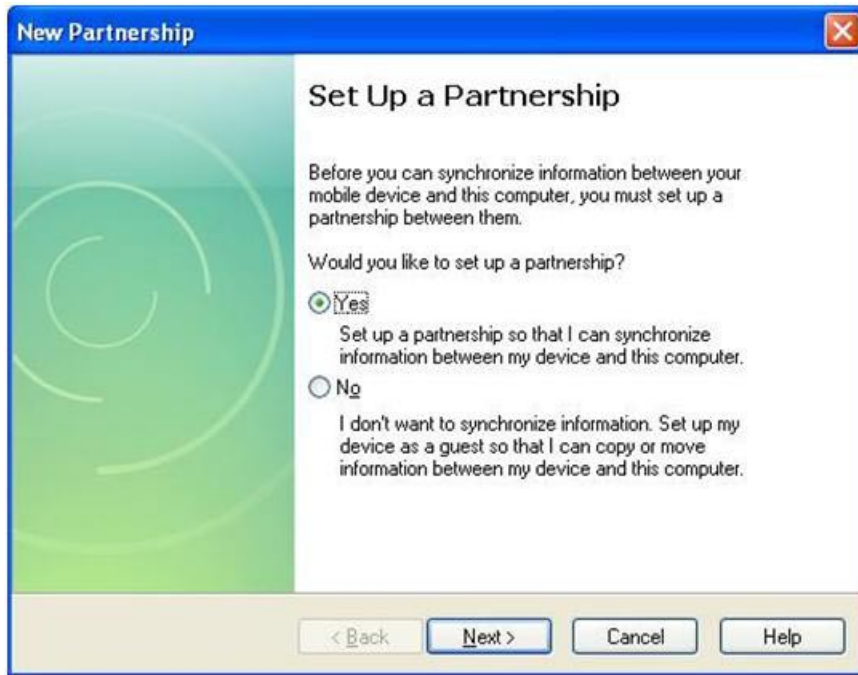 New Partnership
Set Up a Partnership
Before you can synchronize information between your
mobile device and this computer, you must set up a
partnership between them.
Would you like to set up a partnership?
Yes
Set up a partnership so that I can synchronize
information between my device and this computer.
No
I don't want to synchronize information. Set up my
device as a guest so that I can copy or move
information between my device and this computer.
< Back Next > Cancel Help